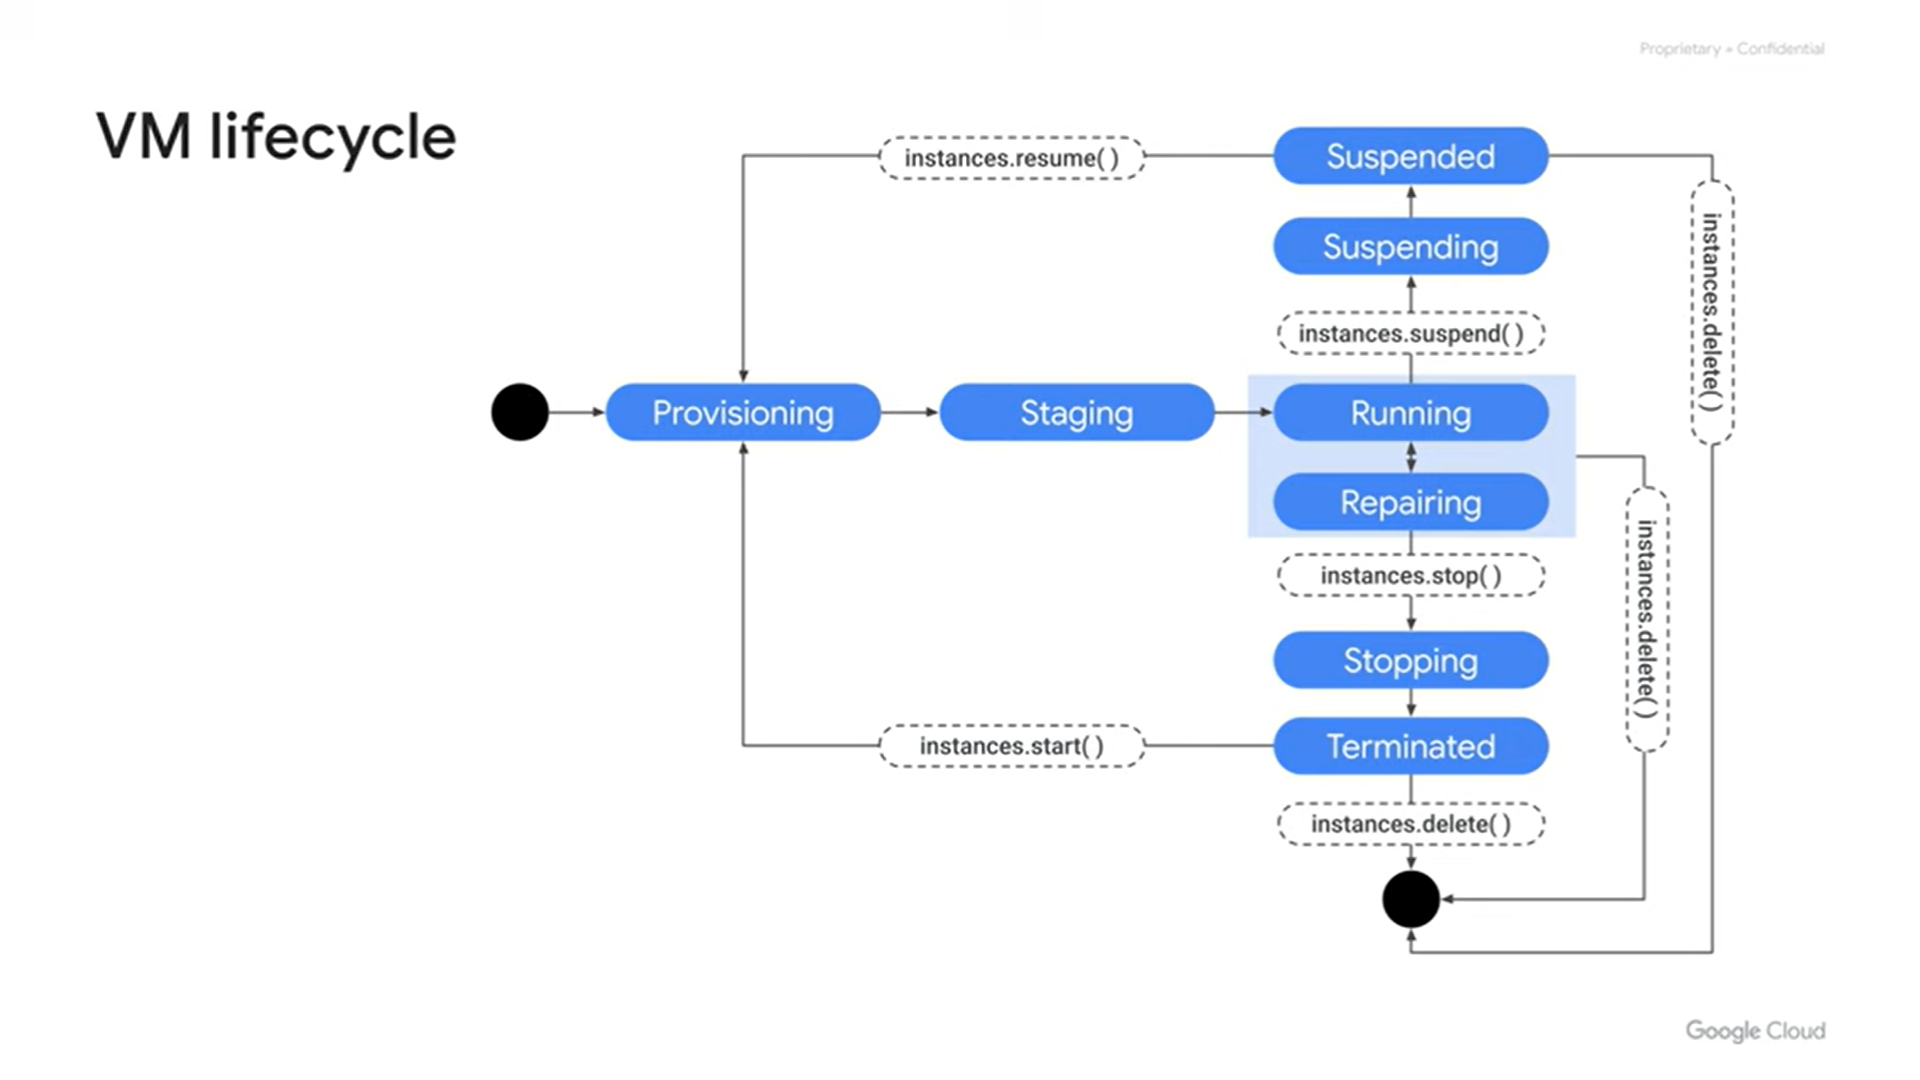 Proprietary + Confidential
VM lifecycle
instances.resume( )
Suspended
Suspending
instances.suspend( )
instances.delete( )
Provisioning
Staging
Running
Repairing
instances.stop( )
instances.delete( )
Stopping
instances.start( )
Terminated
instances.delete( )
Google Cloud